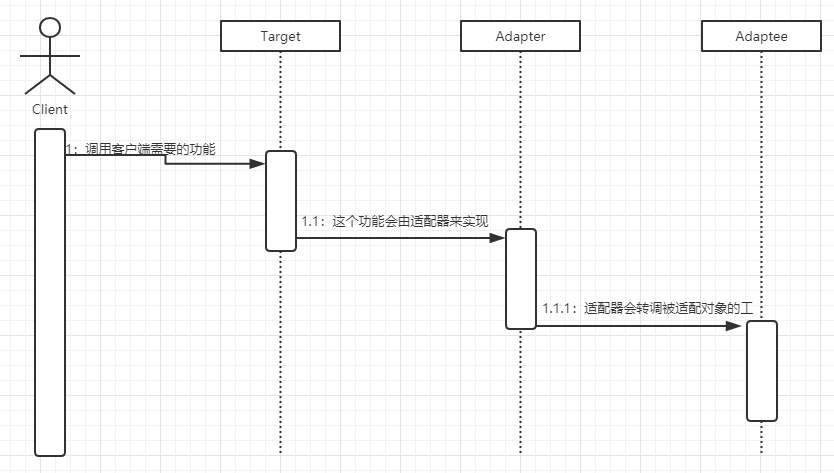 Target
Adapter
Adaptee
Client
1：调用客户端需要的功能
1.1：这个功能会由适配器来实现
1.1.1：适配器会转调被适配对象的工